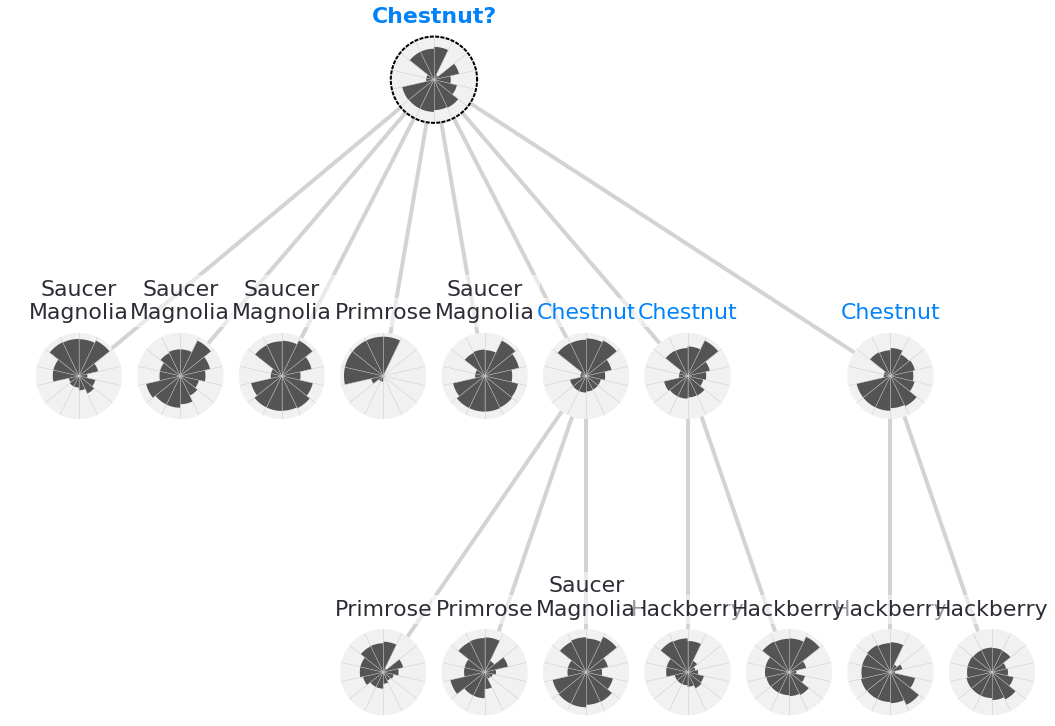 Chestnut?
Saucer
Magnolia
Saucer
Magnolia
Saucer
Magnolia
Primrose
Saucer
Magnolia
Chestnut
Chestnut
Chestnut
Primrose
Primrose
Saucer
Magnolia
Hackberry
Hackberry
Hackberry
Hackberry